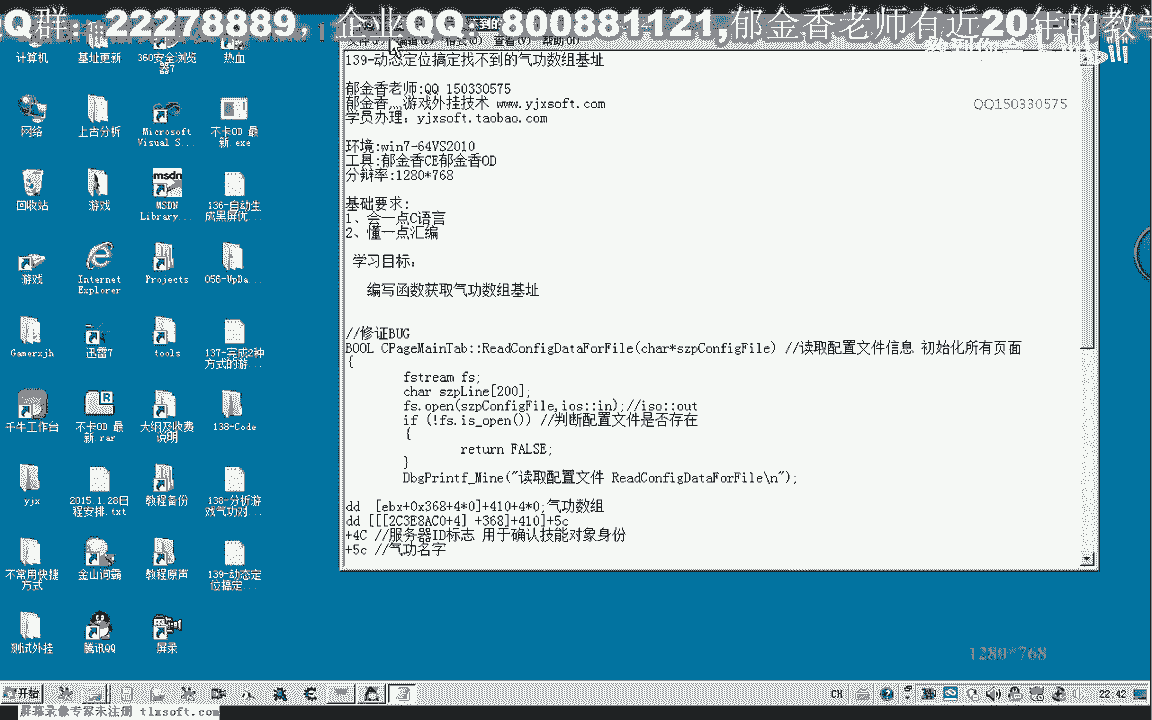 Q群：22278889， 企业QQ：800881121,郁金香老师有近20年的教学
139-动态定位搞定找不到的气功数组基址
郁金香老师:QQ 150330575
郁金香灬游戏外挂技术 www.yjxsoft.com
学员办理：yjxsoft.taobao.com
QQ150330575
环境:win7-64VS2010
工具:郁金香CE郁金香OD
分辩率:1280*768
基础要求:
1、会一点C语言
2、懂一点汇编
学习目标:
编写函数获取气功数组基址
//修证BUG
BOOL CPageMainTab::ReadConfigDataForFile(char*szpConfigFile) //读取配置文件信息 初始化所有页面
{
fstream fs;
char szpLine[200];
fs.open(szpConfigFile,ios::in);//iso::out
if (!fs.is_open()) //判断配置文件是否存在
{
return FALSE;
}
DbgPrintf_Mine("读取配置文件 ReadConfigDataForFile\n");
dd [ebx+0x368+4*0]+410+4*0;气功数组
dd [[[2C3E8AC0+4] +368]+410]+5c
+4C //服务器ID标志 用于确认技能对象身份
+5c //气功名字
计算机
基址更新
360安全浏览器7
热血
网络
上古分析
Microsoft Visual S...
不卡OD 最新.exe
回收站
游戏
MSDN Library...
136-自动生成黑屏优...
游戏
Internet Explorer
Projects
056-UpDa...
Gamerxjh
迅雷7
tools
137-完成2种方式的游...
千牛工作台
不卡OD 最新.rar
大纲及收费说明
138-Code
yjx
2015.1.28日程安排.txt
教程备份
138-分析游戏气功对...
不常用快捷方式
金山词霸
教程原声
139-动态定位搞定...
测试外挂
腾讯QQ
屏录
1280*768
开始
CH
22:42
屏幕录像专家未注册 tlxsoft.com